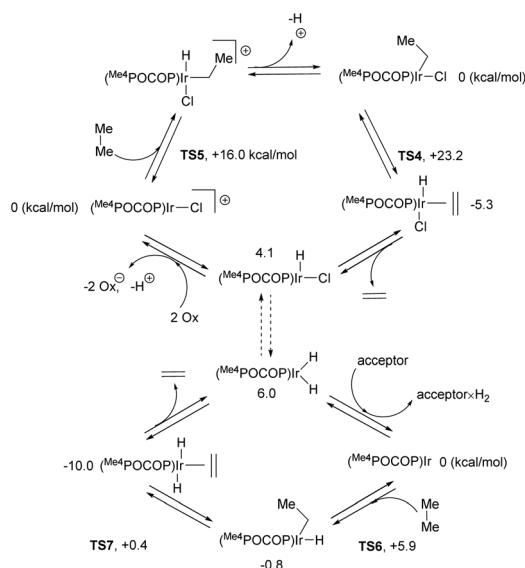 H
Me
⊕
(Me4POCOP)Ir
Cl
-H⊕
Me
(Me4POCOP)Ir
Cl
0 (kcal/mol)
Me
Me
TS5, +16.0 kcal/mol
TS4, +23.2
0 (kcal/mol) (Me4POCOP)Ir—Cl ⊕
H
(Me4POCOP)Ir
Cl
-5.3
4.1
H
(Me4POCOP)Ir—Cl
-2 Ox⊖, -H⊕
2 Ox
H
(Me4POCOP)Ir
H
6.0
acceptor
acceptor×H2
H
-10.0 (Me4POCOP)Ir
H
(Me4POCOP)Ir 0 (kcal/mol)
Me
Me
Me
(Me4POCOP)Ir—H
-0.8
TS7, +0.4
TS6, +5.9